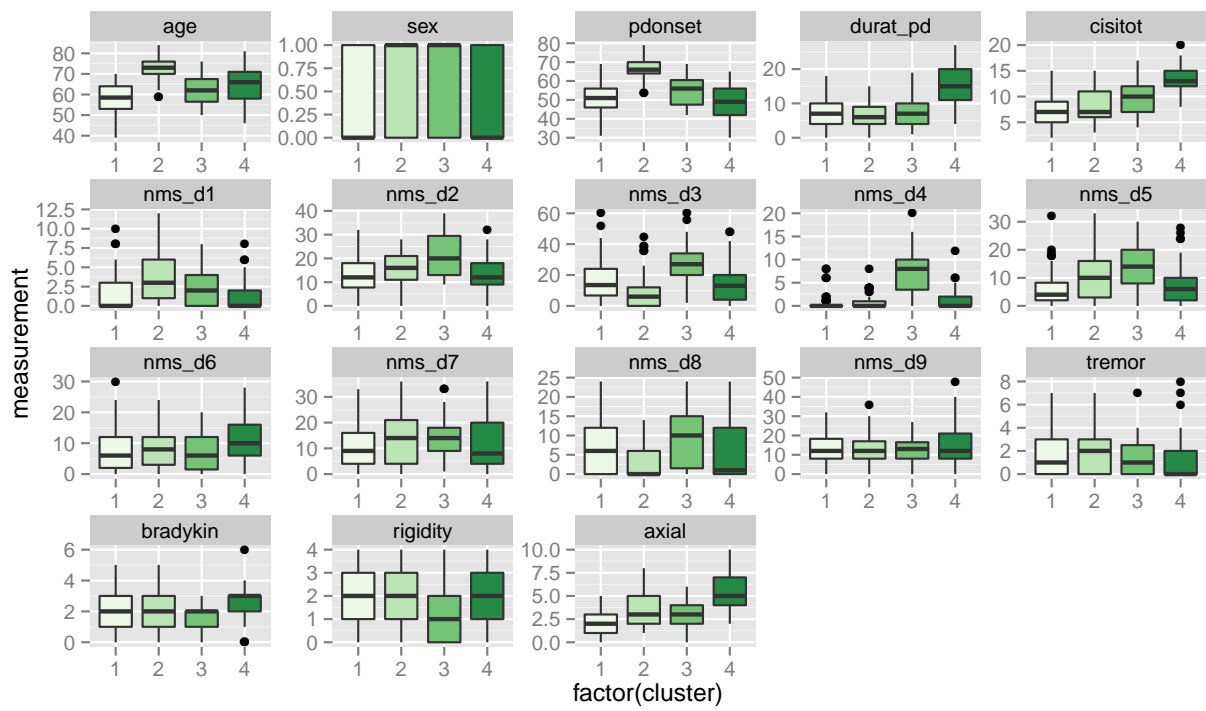 age sex pdonset durat_pd cisitot
80 70 60 50 40 1.00 0.75 0.50 0.25 0.00 80 70 60 50 40 30 20 10 0 20 15 10 5
1 2 3 4 1 2 3 4 1 2 3 4 1 2 3 4 1 2 3 4
nms_d1 nms_d2 nms_d3 nms_d4 nms_d5
12.5 10.0 7.5 5.0 2.5 0.0 40 30 20 10 0 60 40 20 0 20 15 10 5 0 30 20 10 0
1 2 3 4 1 2 3 4 1 2 3 4 1 2 3 4 1 2 3 4
measurement
nms_d6 nms_d7 nms_d8 nms_d9 tremor
30 20 10 0 30 20 10 0 25 20 15 10 5 0 50 40 30 20 10 0 8 6 4 2 0
1 2 3 4 1 2 3 4 1 2 3 4 1 2 3 4 1 2 3 4
bradykin rigidity axial
6 4 2 0 4 3 2 1 0 10.0 7.5 5.0 2.5 0.0
1 2 3 4 1 2 3 4 1 2 3 4
factor(cluster)